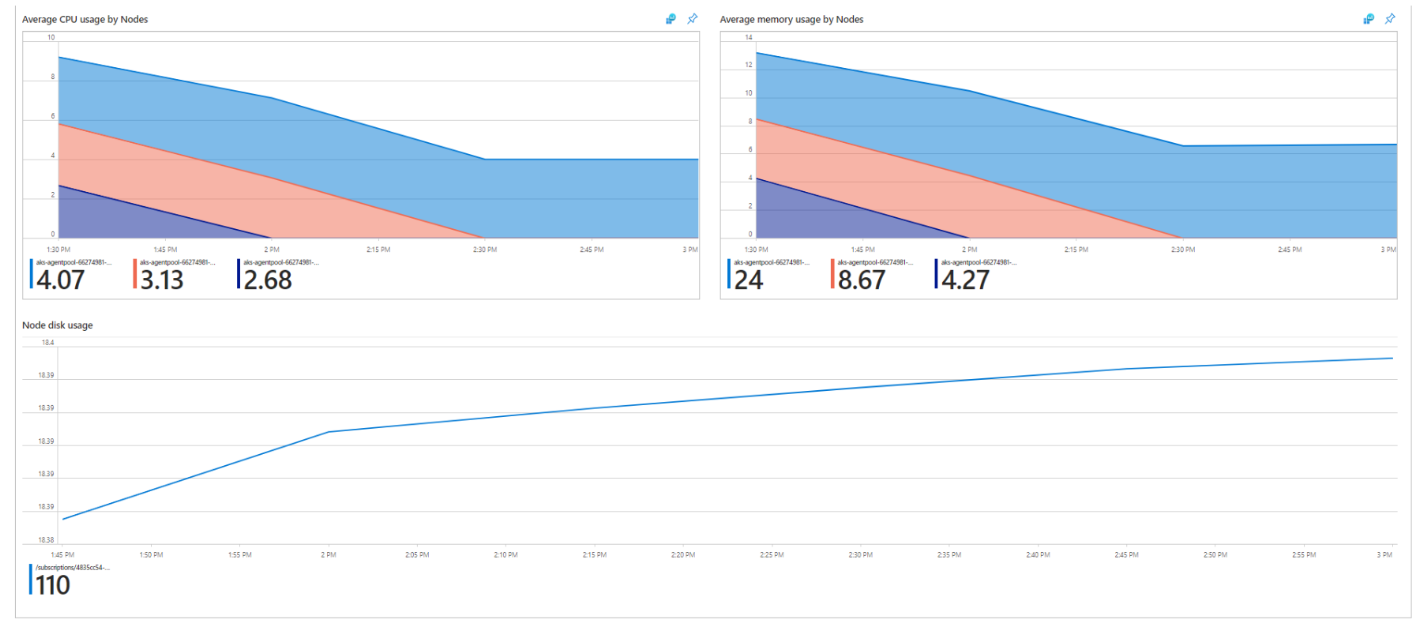 Average CPU usage by Nodes
10
8
6
4
2
0
1:30 PM 1:45 PM 2 PM 2:15 PM 2:30 PM 2:45 PM 3 PM
aks-agentpool-66274981-... aks-agentpool-66274981-... aks-agentpool-66274981-...
4.07 3.13 2.68
Average memory usage by Nodes
14
12
10
8
6
4
2
0
1:30 PM 1:45 PM 2 PM 2:15 PM 2:30 PM 2:45 PM 3 PM
aks-agentpool-66274981-... aks-agentpool-66274981-... aks-agentpool-66274981-...
24 8.67 4.27
Node disk usage
18.4
18.39
18.39
18.39
18.39
18.39
18.38
1:45 PM 1:50 PM 1:55 PM 2 PM 2:05 PM 2:10 PM 2:15 PM 2:20 PM 2:25 PM 2:30 PM 2:35 PM 2:40 PM 2:45 PM 2:50 PM 2:55 PM 3 PM
/subscriptions/4835cc54-...
110